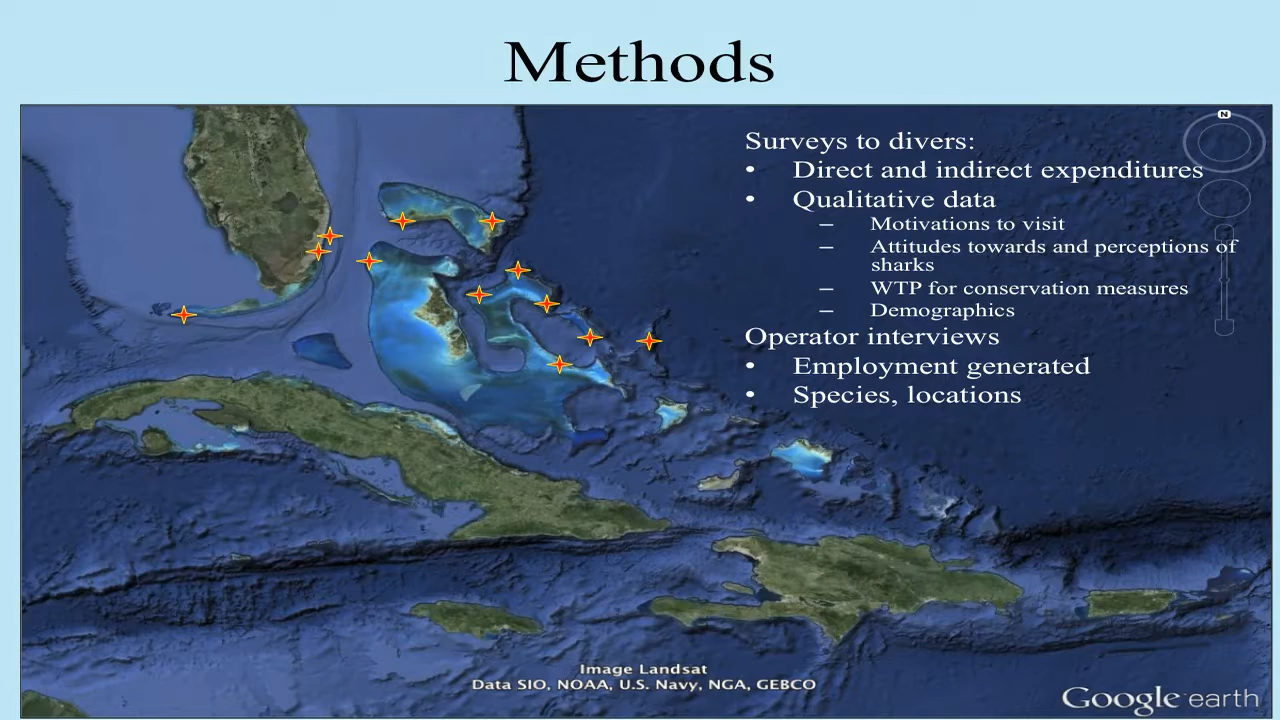 Methods
N
Surveys to divers:
• Direct and indirect expenditures
• Qualitative data
– Motivations to visit
– Attitudes towards and perceptions of
sharks
– WTP for conservation measures
– Demographics
Operator interviews
• Employment generated
• Species, locations
Image Landsat
Data SIO, NOAA, U.S. Navy, NGA, GEBCO
Google earth